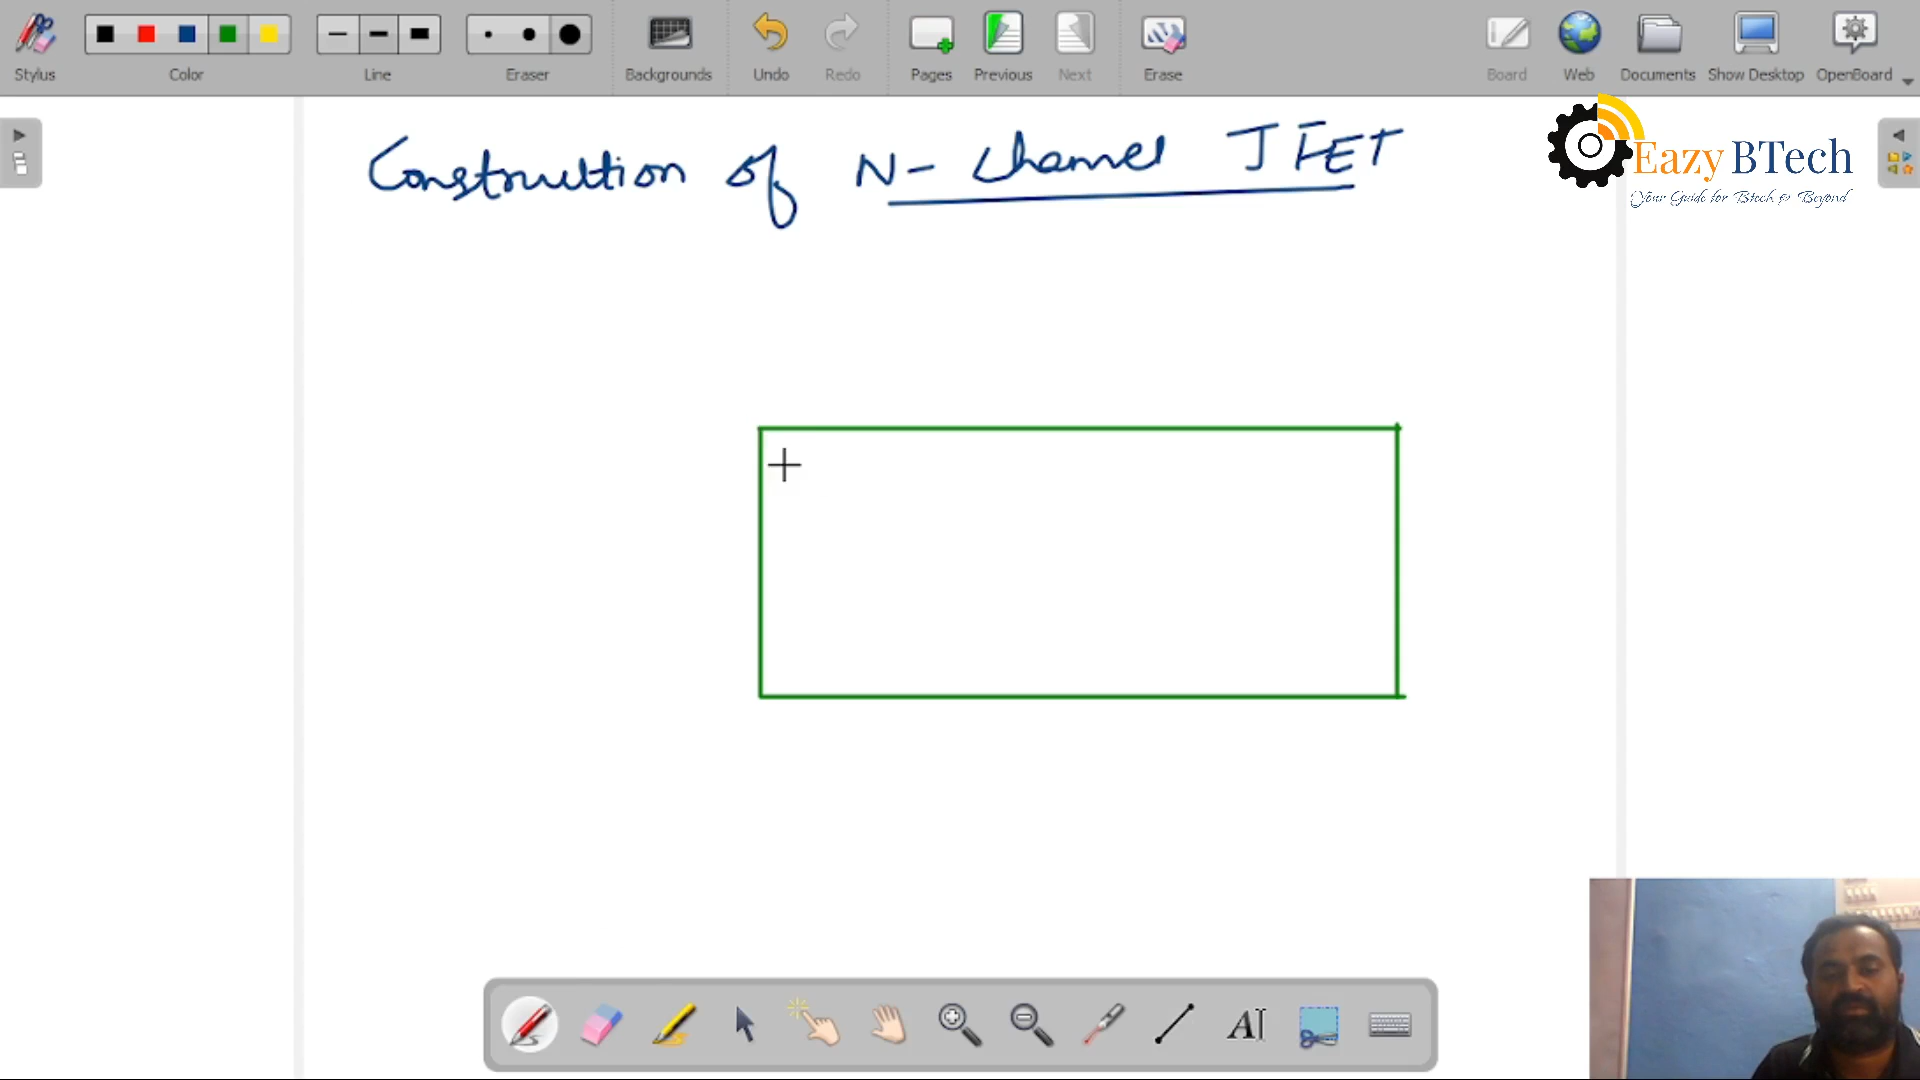 Stylus
Color
Line
Eraser
Backgrounds
Undo
Redo
Pages
Previous
Next
Erase
Board
Web
Documents
Show Desktop
OpenBoard
Construction of N-Channel JFET
Eazy BTech
Your Guide for Btech & Beyond